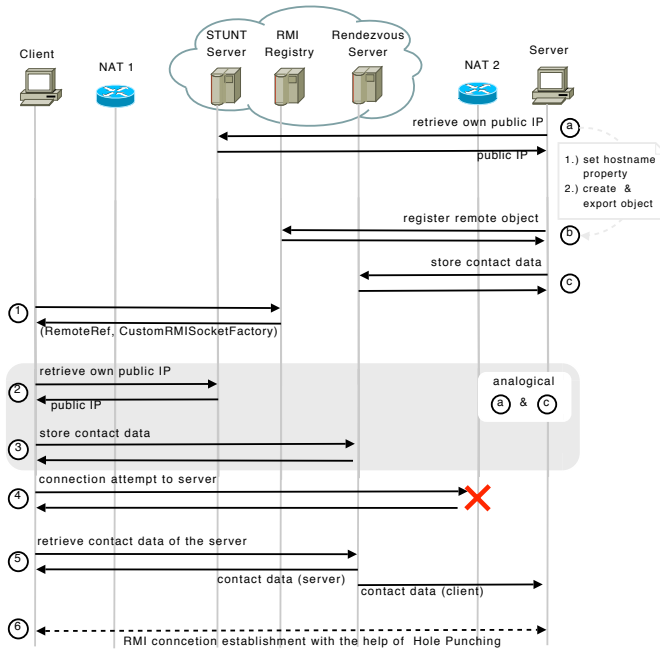 Client
NAT 1
STUNT
Server
RMI
Registry
Rendezvous
Server
NAT 2
Server
retrieve own public IP
a
public IP
1.) set hostname
property
2.) create &
export object
register remote object
b
store contact data
c
1
(RemoteRef, CustomRMISocketFactory)
retrieve own public IP
2
public IP
analogical
a & c
store contact data
3
connection attempt to server
4
retrieve contact data of the server
5
contact data (server)
contact data (client)
6
RMI conncetion establishment with the help of Hole Punching